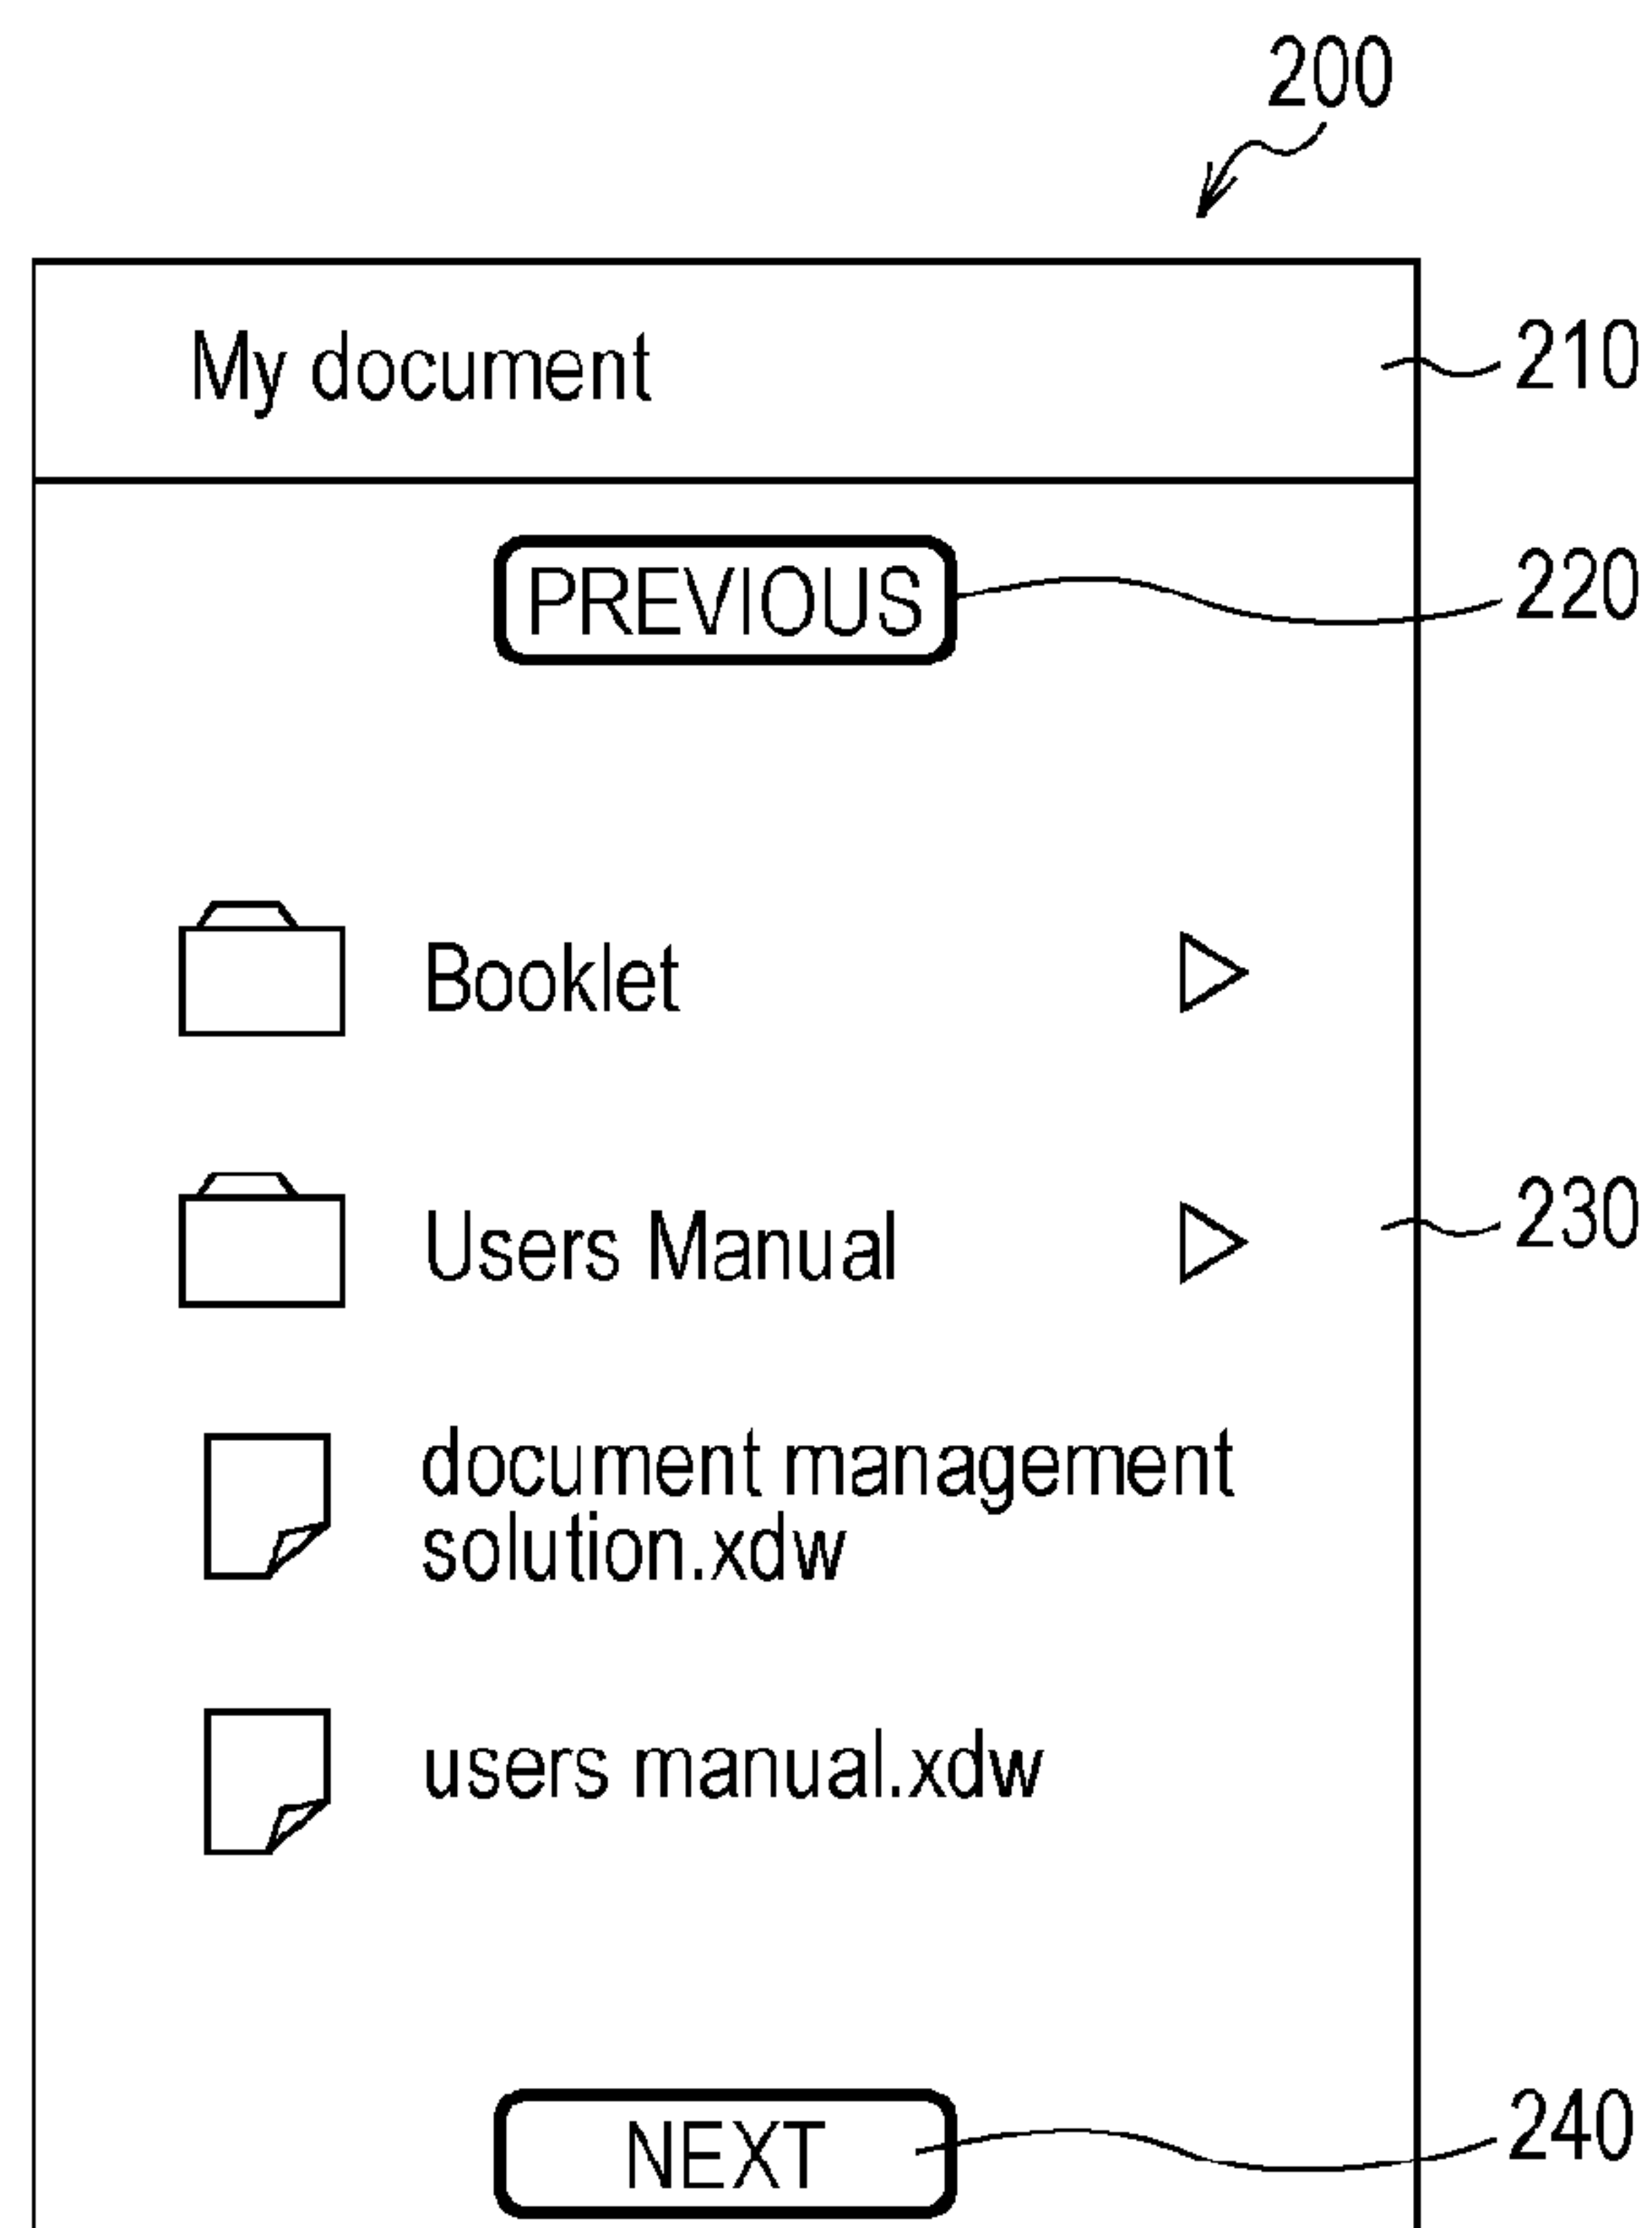 200
My document
210
PREVIOUS
220
Booklet
Users Manual
230
document management
solution.xdw
users manual.xdw
NEXT
240